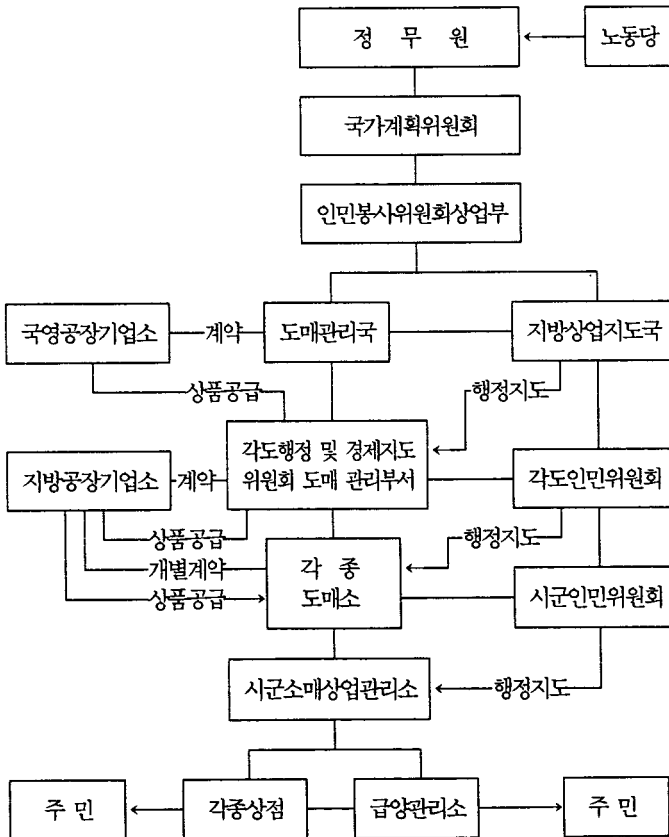 정 무 원
노동당
국가계획위원회
인민봉사위원회상업부
국영공장기업소
계약
도매관리국
지방상업지도국
상품공급
행정지도
각도행정 및 경제지도
위원회 도매 관리부서
지방공장기업소
계약
각도인민위원회
상품공급
행정지도
개별계약
각 종
도매소
상품공급
시군인민위원회
시군소매상업관리소
행정지도
주 민
각종상점
급양관리소
주 민